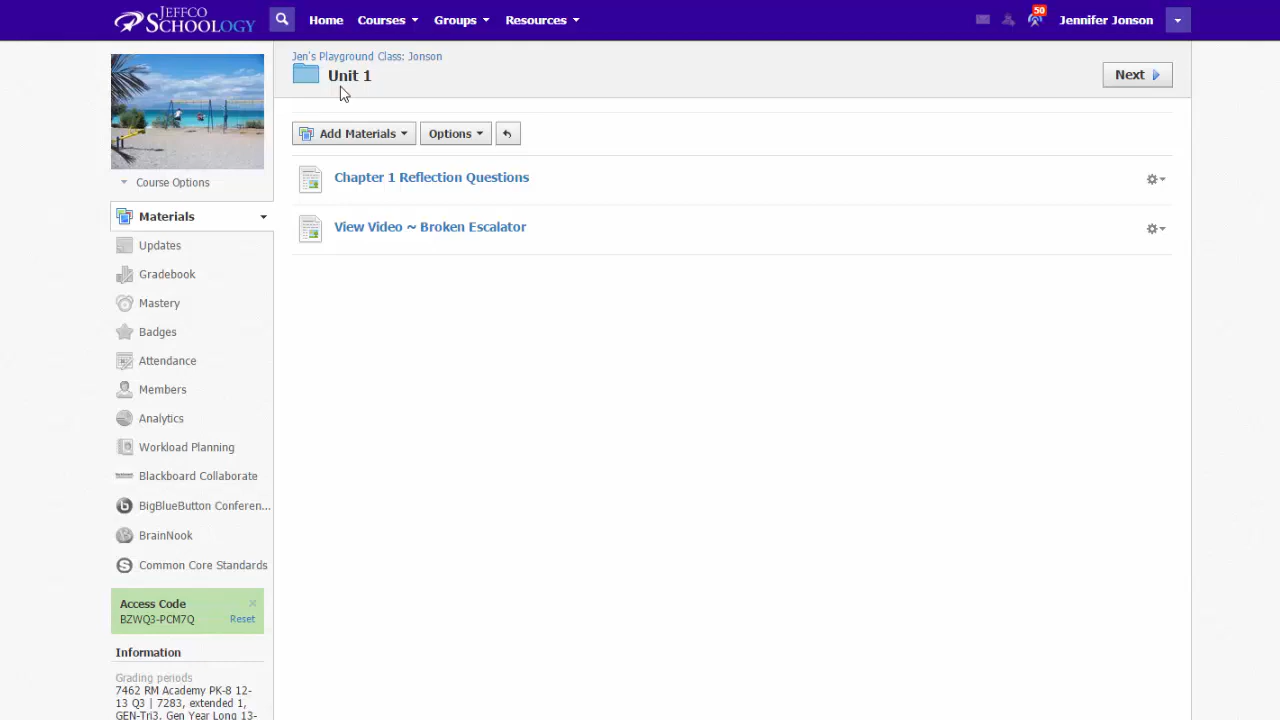 JEFFCO
SCHOOLOGY
Home
Courses
Groups
Resources
50
Jennifer Jonson
Jen's Playground Class: Jonson
Unit 1
Next
Add Materials
Options
Course Options
Chapter 1 Reflection Questions
View Video ~ Broken Escalator
Materials
Updates
Gradebook
Mastery
Badges
Attendance
Members
Analytics
Workload Planning
Blackboard Collaborate
BigBlueButton Conferen...
BrainNook
Common Core Standards
Access Code
BZWQ3-PCM7Q
Reset
Information
Grading periods
7462 RM Academy PK-8 12-
13 Q3 | 7283, extended 1,
GEN-Tri3, Gen Year Long 13-